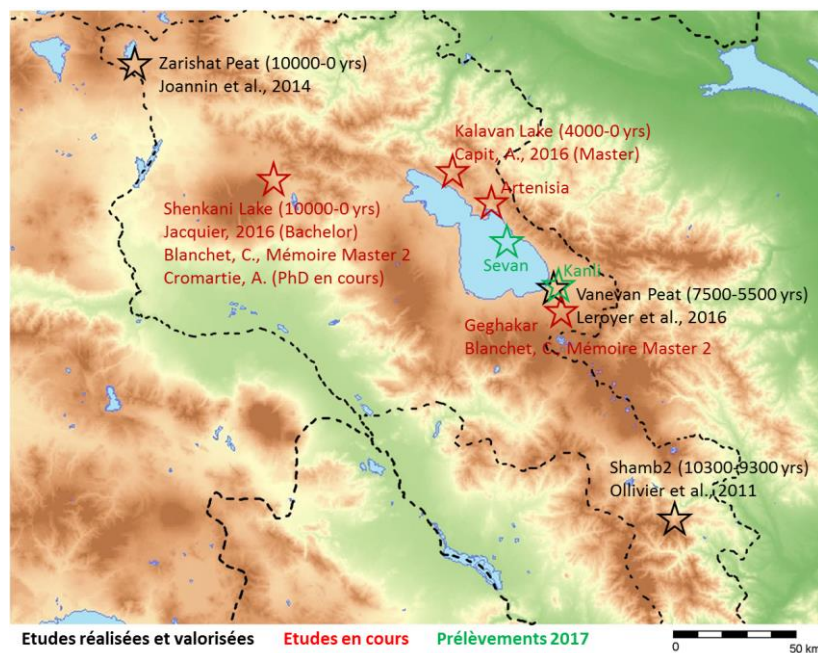 Zarishat Peat (10000-0 yrs)
Joannin et al., 2014
Kalavan Lake (4000-0 yrs)
Capit, A., 2016 (Master)
Artenisia
Shenkani Lake (10000-0 yrs)
Jacquier, 2016 (Bachelor)
Blanchet, C., Mémoire Master 2
Cromartie, A. (PhD en cours)
Sevan
Kanli
Vanevan Peat (7500-5500 yrs)
Leroyer et al., 2016
Geghakar
Blanchet, C., Mémoire Master 2
Shamb2 (10300-9300 yrs)
Ollivier et al., 2011
Etudes réalisées et valorisées Etudes en cours Prélèvements 2017
0 50 km